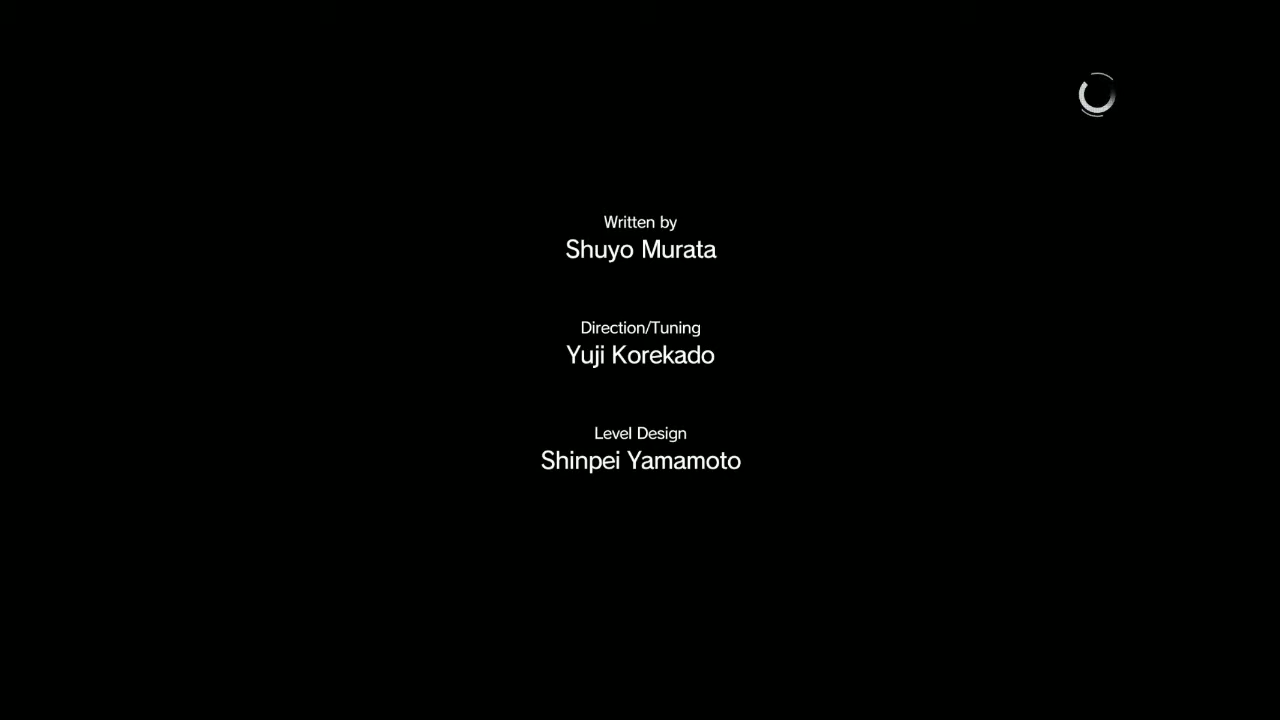 Written by
Shuyo Murata
Direction/Tuning
Yuji Korekado
Level Design
Shinpei Yamamoto